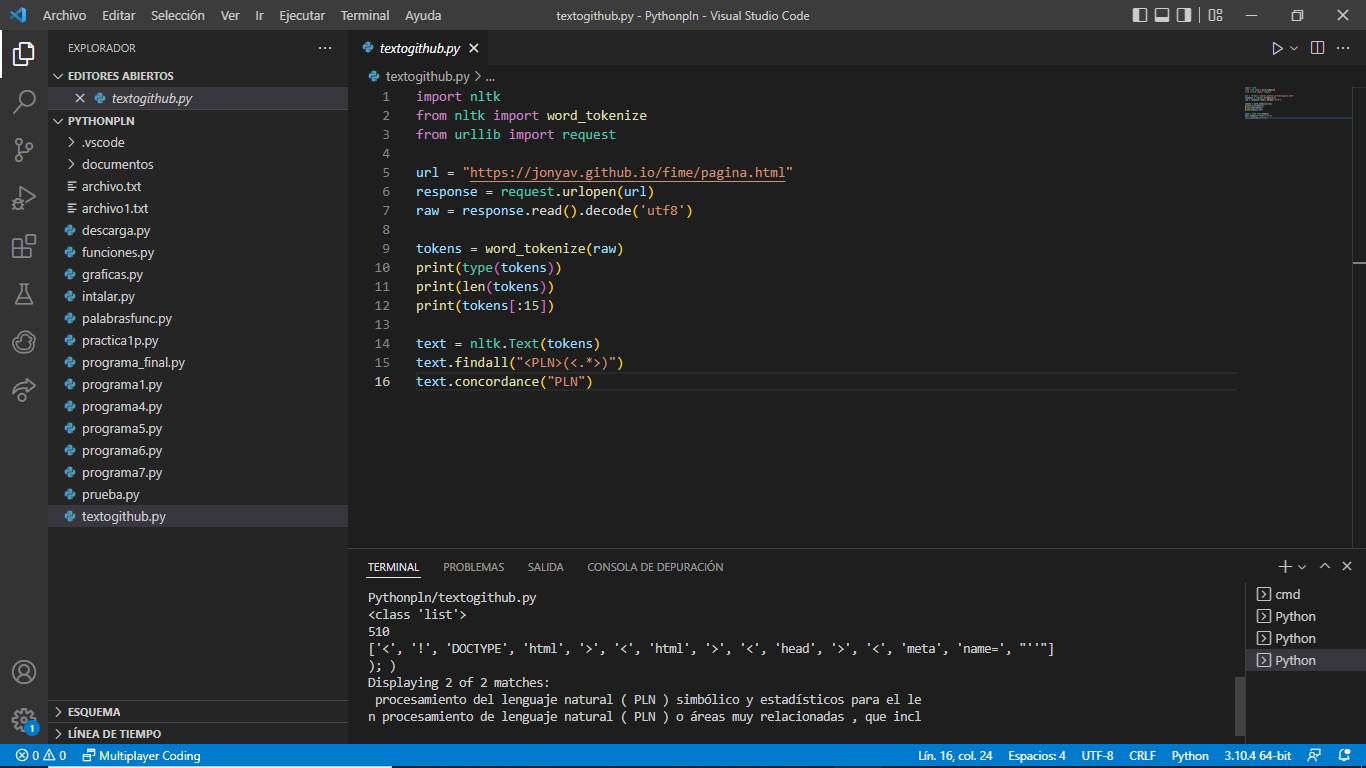 Archivo Editar Selección Ver Ir Ejecutar Terminal Ayuda textogithub.py - Pythonpln - Visual Studio Code
EXPLORADOR
EDITORES ABIERTOS
textogithub.py
PYTHONPLN
.vscode
documentos
archivo.txt
archivo1.txt
descarga.py
funciones.py
graficas.py
intalar.py
palabrasfunc.py
practica1p.py
programa_final.py
programa1.py
programa4.py
programa5.py
programa6.py
programa7.py
prueba.py
textogithub.py
ESQUEMA
LÍNEA DE TIEMPO
1
textogithub.py
textogithub.py > ...
1 import nltk
2 from nltk import word_tokenize
3 from urllib import request
4
5 url = "https://jonyav.github.io/fime/pagina.html"
6 response = request.urlopen(url)
7 raw = response.read().decode('utf8')
8
9 tokens = word_tokenize(raw)
10 print(type(tokens))
11 print(len(tokens))
12 print(tokens[:15])
13
14 text = nltk.Text(tokens)
15 text.findall("<PLN>(<.*>)")
16 text.concordance("PLN")
TERMINAL PROBLEMAS SALIDA CONSOLA DE DEPURACIÓN
Pythonpln/textogithub.py
<class 'list'>
510
['<', '!', 'DOCTYPE', 'html', '>', '<', 'html', '>', '<', 'head', '>', '<', 'meta', 'name=', "''"]
); )
Displaying 2 of 2 matches:
procesamiento del lenguaje natural ( PLN ) simbólico y estadísticos para el le
n procesamiento de lenguaje natural ( PLN ) o áreas muy relacionadas , que incl
cmd
Python
Python
Python
0 0 Multiplayer Coding Lín. 16, col. 24 Espacios: 4 UTF-8 CRLF Python 3.10.4 64-bit